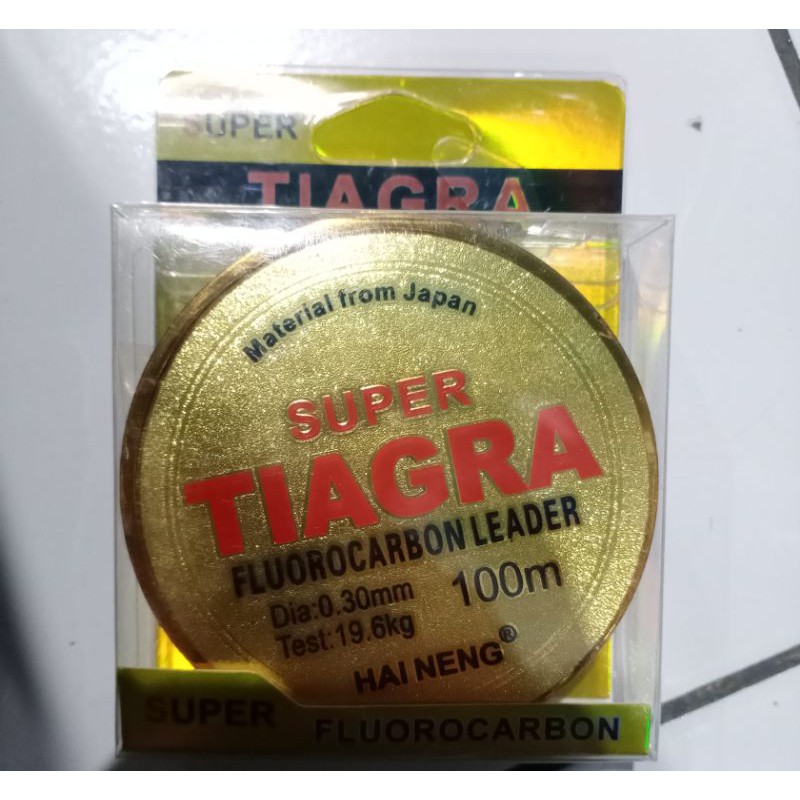 SUPER
TIAGRA
Material from Japan
SUPER
TIAGRA
FLUOROCARBON LEADER
Dia:0.30mm 100m
Test:19.6kg
HAI NENG®
SUPER FLUOROCARBON